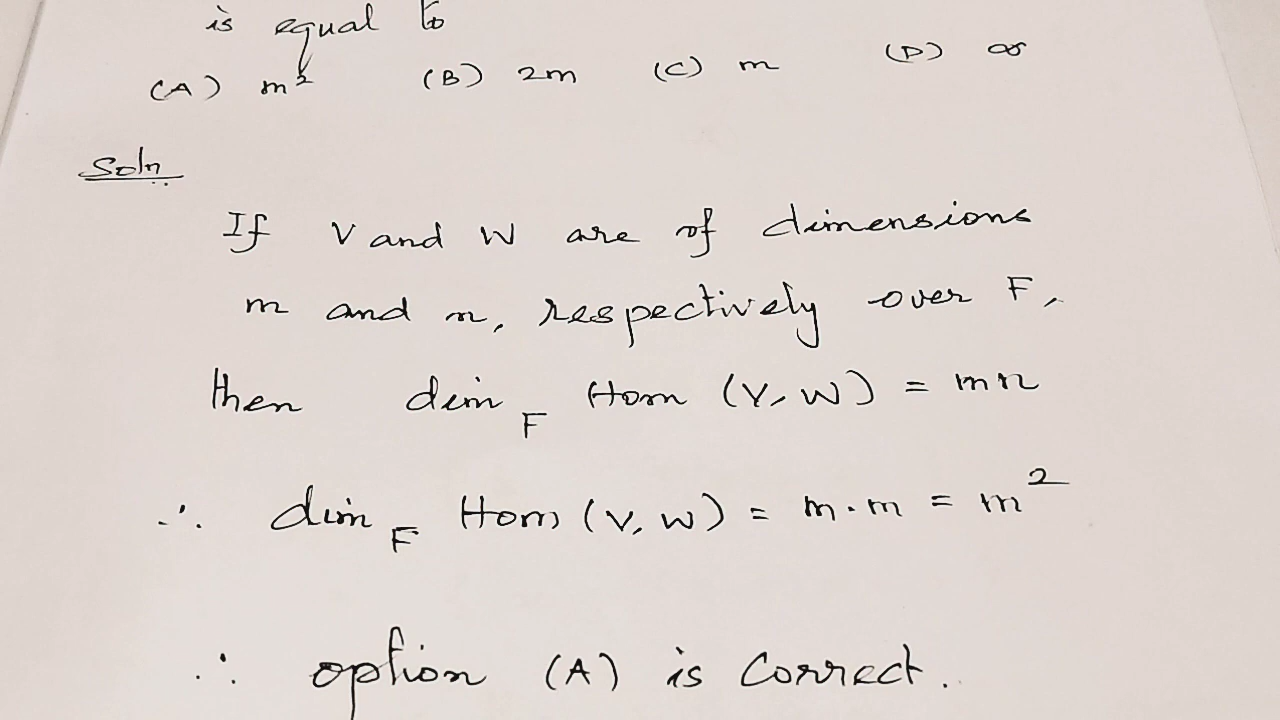 is equal to
(A) m² (B) 2m (C) m (D) ∞
Soln
If V and W are of dimensions
m and n, respectively over F,
then dim_F Hom (V, W) = mn
∴ dim_F Hom (V, W) = m·m = m²
∴ option (A) is correct.